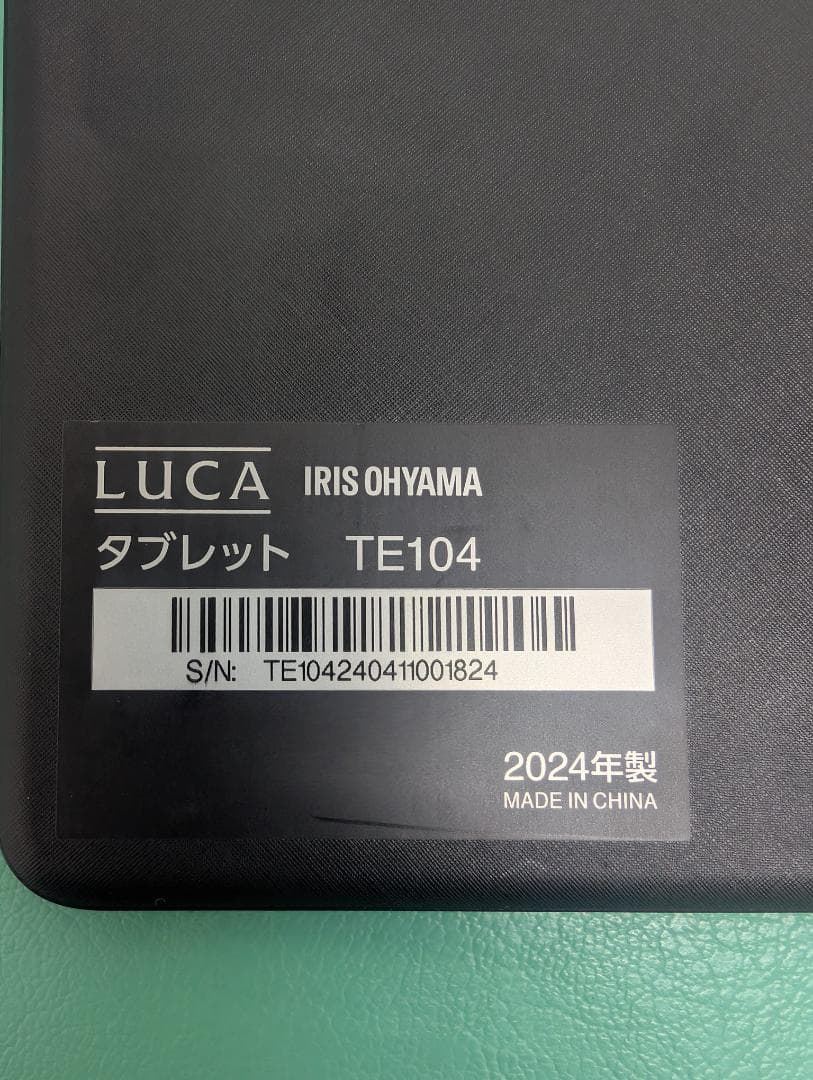 LUCA IRIS OHYAMA
タブレット TE104
S/N: TE104240411001824
2024年製
MADE IN CHINA